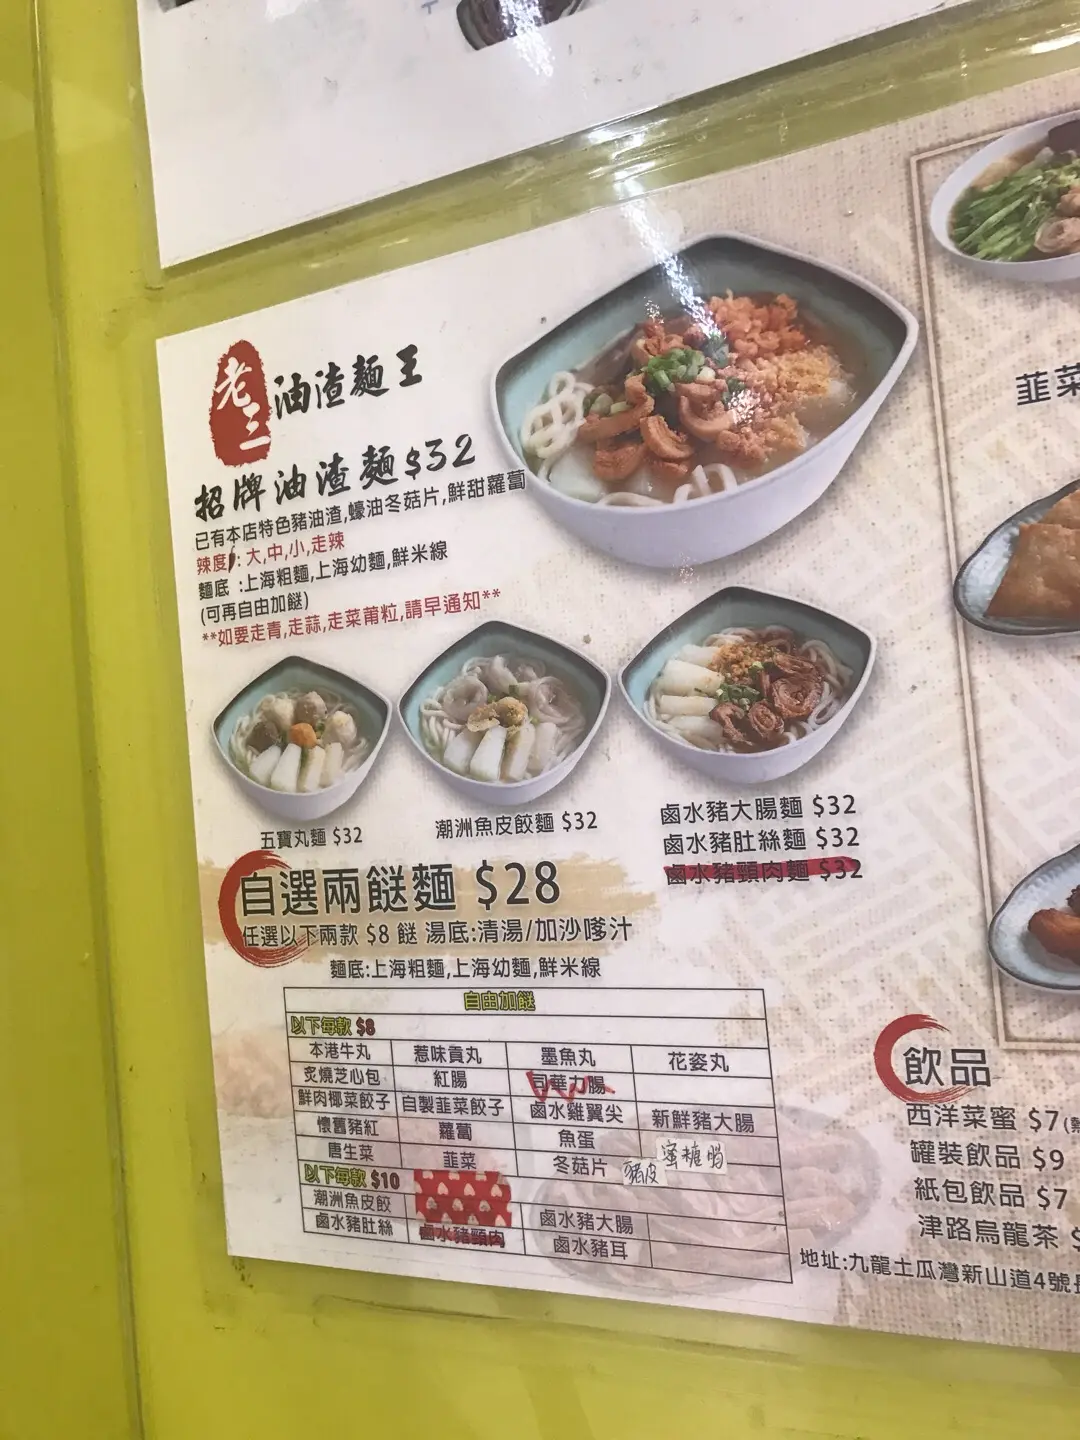 老三
油渣麵王
招牌油渣麵$32
已有本店特色豬油渣,蠔油冬菇片,鮮甜蘿蔔
辣度: 大,中,小,走辣
麵底 :上海粗麵,上海幼麵,鮮米線
(可再自由加餸)
**如要走青,走蒜,走菜莆粒,請早通知**
五寶丸麵 $32
潮洲魚皮餃麵 $32
鹵水豬大腸麵 $32
鹵水豬肚絲麵 $32
鹵水豬頸肉麵 $32
自選兩餸麵 $28
任選以下兩款 $8 餸 湯底:清湯/加沙嗲汁
麵底:上海粗麵,上海幼麵,鮮米線
自由加餸
以下每款 $8
本港牛丸 惹味貢丸 墨魚丸 花姿丸
炙燒芝心包 紅腸 司華力腸
鮮肉椰菜餃子 自製韮菜餃子 鹵水雞翼尖 新鮮豬大腸
懷舊豬紅 蘿蔔 魚蛋
唐生菜 韮菜 冬菇片 豬皮 蜜糖腸
以下每款 $10
潮洲魚皮餃
鹵水豬肚絲 鹵水豬頸肉 鹵水豬大腸
鹵水豬耳
韮菜
飲品
西洋菜蜜 $7
罐裝飲品 $9
紙包飲品 $7
津路烏龍茶
地址:九龍土瓜灣新山道4號